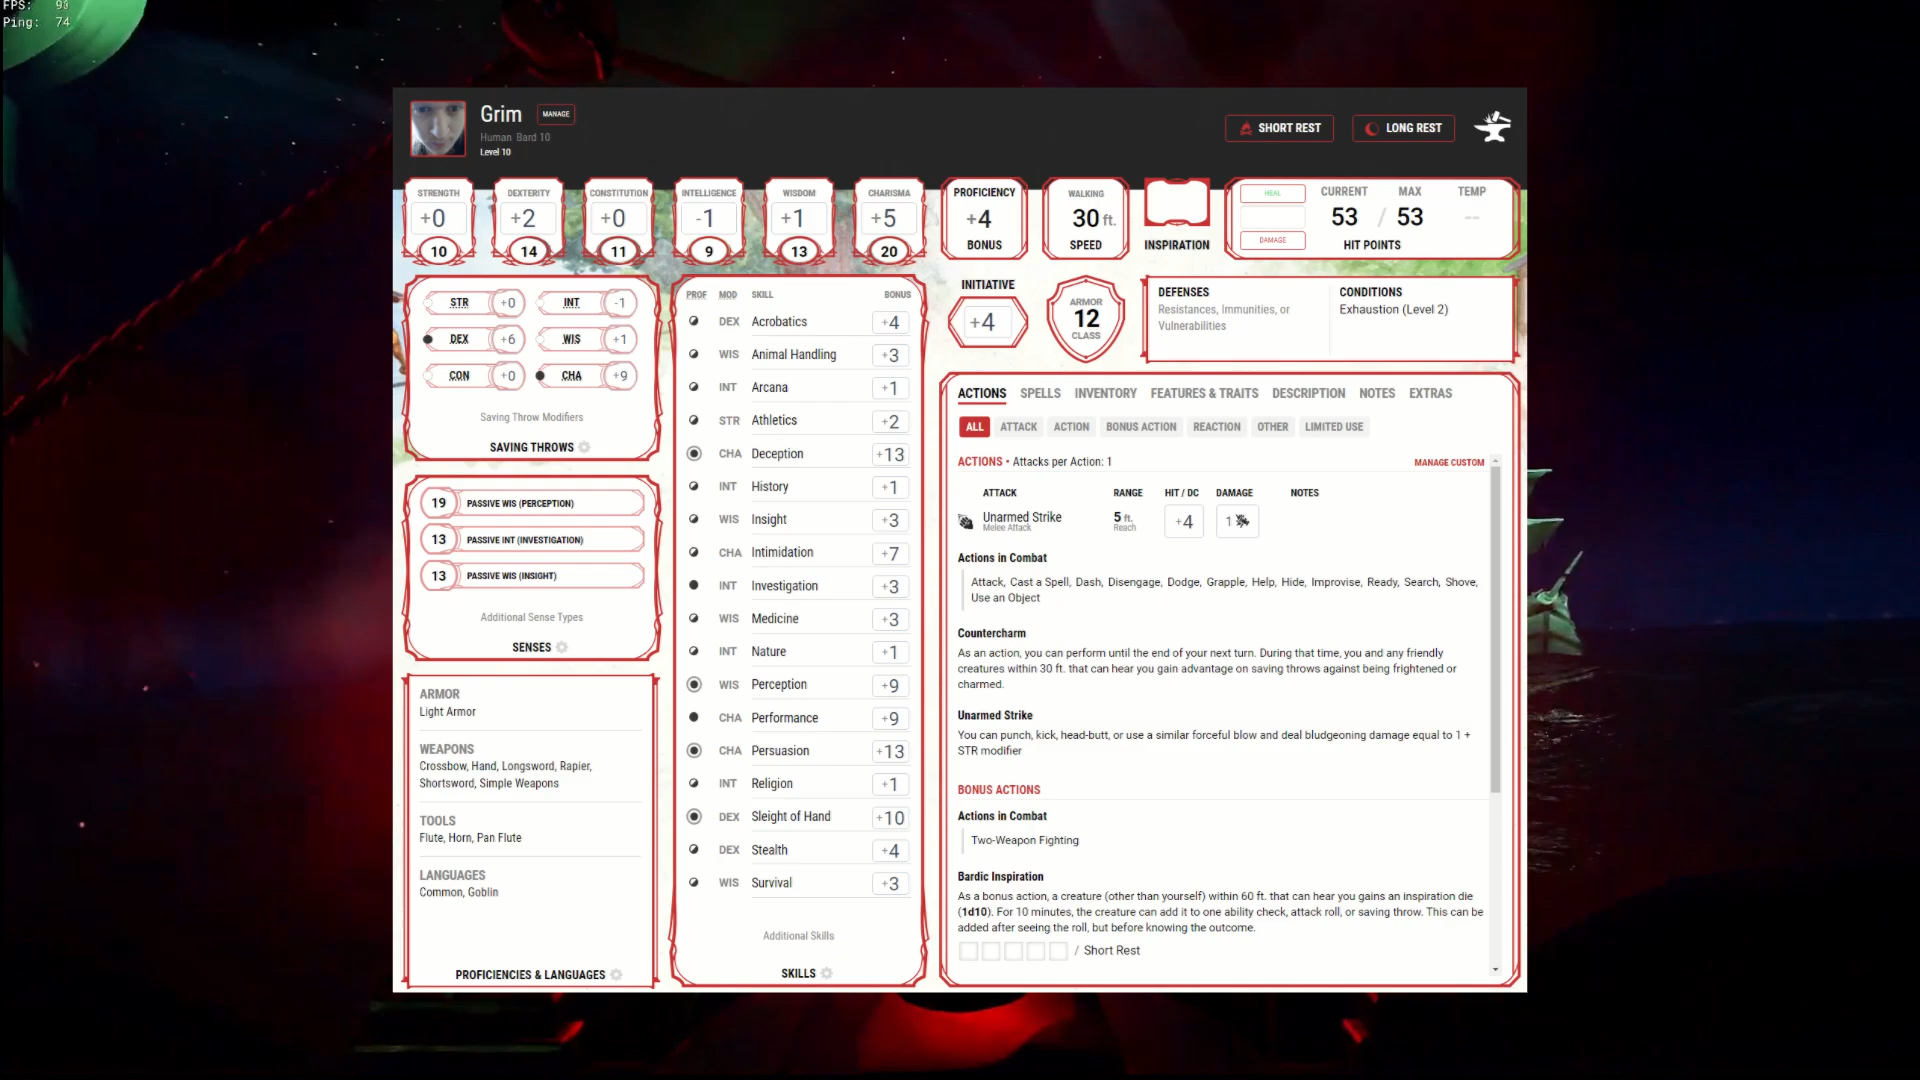 FPS: 93
Ping: 74
Grim MANAGE
Human Bard 10
Level 10
SHORT REST
LONG REST
STRENGTH
+0
10
DEXTERITY
+2
14
CONSTITUTION
+0
11
INTELLIGENCE
-1
9
WISDOM
+1
13
CHARISMA
+5
20
PROFICIENCY
+4
BONUS
WALKING
30 ft.
SPEED
INSPIRATION
HEAL
DAMAGE
CURRENT MAX TEMP
53 / 53 --
HIT POINTS
STR +0 INT -1
DEX +6 WIS +1
CON +0 CHA +9
Saving Throw Modifiers
SAVING THROWS
19 PASSIVE WIS (PERCEPTION)
13 PASSIVE INT (INVESTIGATION)
13 PASSIVE WIS (INSIGHT)
Additional Sense Types
SENSES
ARMOR
Light Armor
WEAPONS
Crossbow, Hand, Longsword, Rapier,
Shortsword, Simple Weapons
TOOLS
Flute, Horn, Pan Flute
LANGUAGES
Common, Goblin
PROFICIENCIES & LANGUAGES
PROF MOD SKILL BONUS
DEX Acrobatics +4
WIS Animal Handling +3
INT Arcana +1
STR Athletics +2
CHA Deception +13
INT History +1
WIS Insight +3
CHA Intimidation +7
INT Investigation +3
WIS Medicine +3
INT Nature +1
WIS Perception +9
CHA Performance +9
CHA Persuasion +13
INT Religion +1
DEX Sleight of Hand +10
DEX Stealth +4
WIS Survival +3
Additional Skills
SKILLS
INITIATIVE
+4
ARMOR
12
CLASS
DEFENSES
Resistances, Immunities, or
Vulnerabilities
CONDITIONS
Exhaustion (Level 2)
ACTIONS SPELLS INVENTORY FEATURES & TRAITS DESCRIPTION NOTES EXTRAS
ALL ATTACK ACTION BONUS ACTION REACTION OTHER LIMITED USE
ACTIONS • Attacks per Action: 1 MANAGE CUSTOM
ATTACK RANGE HIT / DC DAMAGE NOTES
Unarmed Strike 5 ft. +4 1
Melee Attack Reach
Actions in Combat
Attack, Cast a Spell, Dash, Disengage, Dodge, Grapple, Help, Hide, Improvise, Ready, Search, Shove,
Use an Object
Countercharm
As an action, you can perform until the end of your next turn. During that time, you and any friendly
creatures within 30 ft. that can hear you gain advantage on saving throws against being frightened or
charmed.
Unarmed Strike
You can punch, kick, head-butt, or use a similar forceful blow and deal bludgeoning damage equal to 1 +
STR modifier
BONUS ACTIONS
Actions in Combat
Two-Weapon Fighting
Bardic Inspiration
As a bonus action, a creature (other than yourself) within 60 ft. that can hear you gains an inspiration die
(1d10). For 10 minutes, the creature can add it to one ability check, attack roll, or saving throw. This can be
added after seeing the roll, but before knowing the outcome.
/ Short Rest